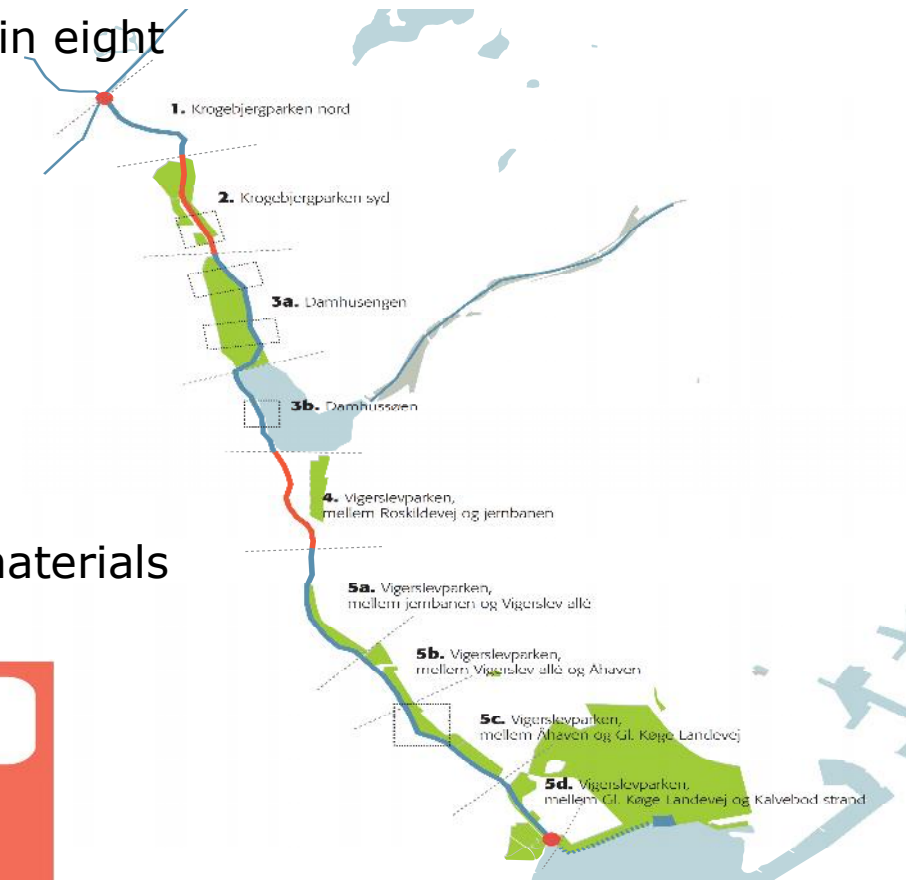 in eight
1. Krogebjergparken nord
2. Krogebjergparken syd
3a. Damhusengen
3b. Damhussøen
4. Vigerslevparken,
mellem Roskildevej og jernbanen
naterials
5a. Vigerslevparken,
mellem jernbanen og Vigerslev allé
5b. Vigerslevparken,
mellem Vigerslev allé og Åhaven
5c. Vigerslevparken,
mellem Åhaven og Gl. Køge Landevej
5d. Vigerslevparken,
mellem Gl. Køge Landevej og Kalvebod strand